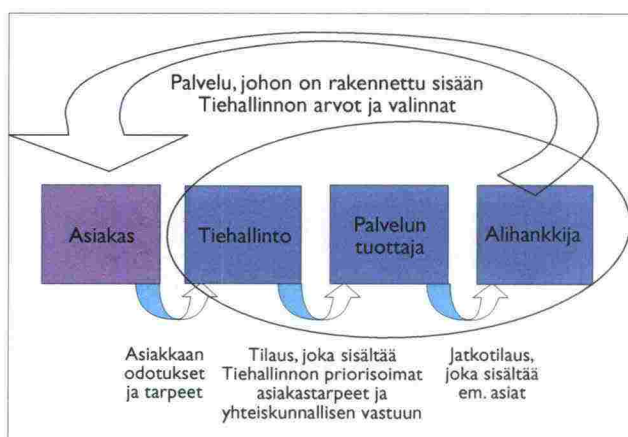 Palvelu, johon on rakennettu sisään
Tiehallinnon arvot ja valinnat
Asiakas
Tiehallinto
Palvelun
tuottaja
Alihankkija
Asiakkaan
odotukset
ja tarpeet
Tilaus, joka sisältää
Tiehallinnon priorisoimat
asiakastarpeet ja
yhteiskunnallisen vastuun
Jatkotilaus,
joka sisältää
em. asiat